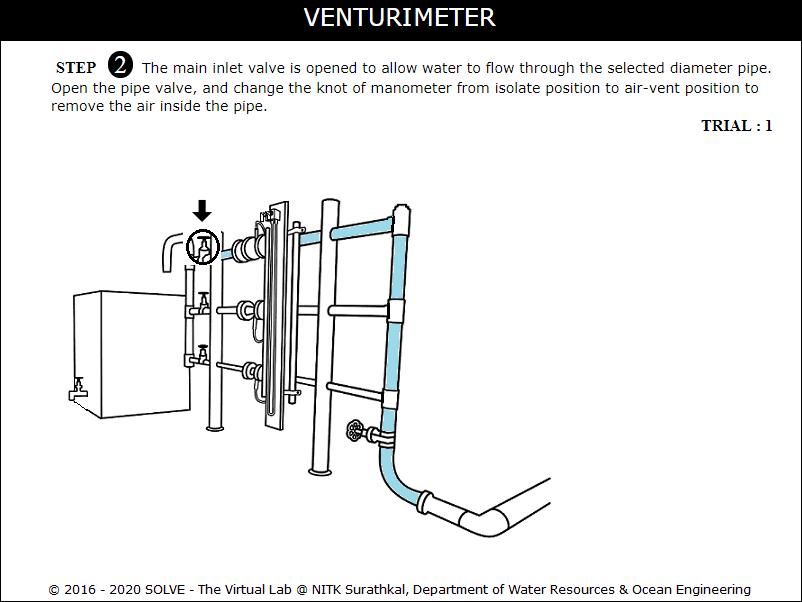 VENTURIMETER
STEP 2 The main inlet valve is opened to allow water to flow through the selected diameter pipe.
Open the pipe valve, and change the knot of manometer from isolate position to air-vent position to
remove the air inside the pipe.
TRIAL : 1
© 2016 - 2020 SOLVE - The Virtual Lab @ NITK Surathkal, Department of Water Resources & Ocean Engineering